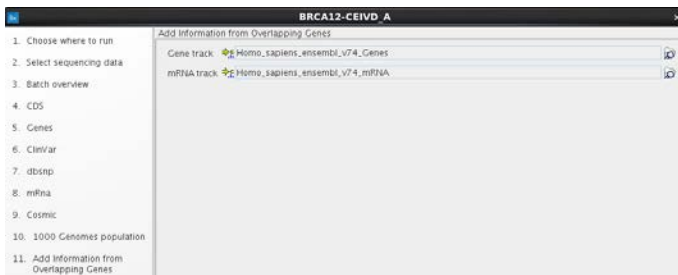 BRCA12-CEIVD_A
1. Choose where to run
2. Select sequencing data
3. Batch overview
4. CDS
5. Genes
6. ClinVar
7. dbsnp
8. mRna
9. Cosmic
10. 1000 Genomes population
11. Add Information from
Overlapping Genes
Add Information from Overlapping Genes
Gene track Homo_sapiens_ensembl_v74_Genes
mRNA track Homo_sapiens_ensembl_v74_mRNA